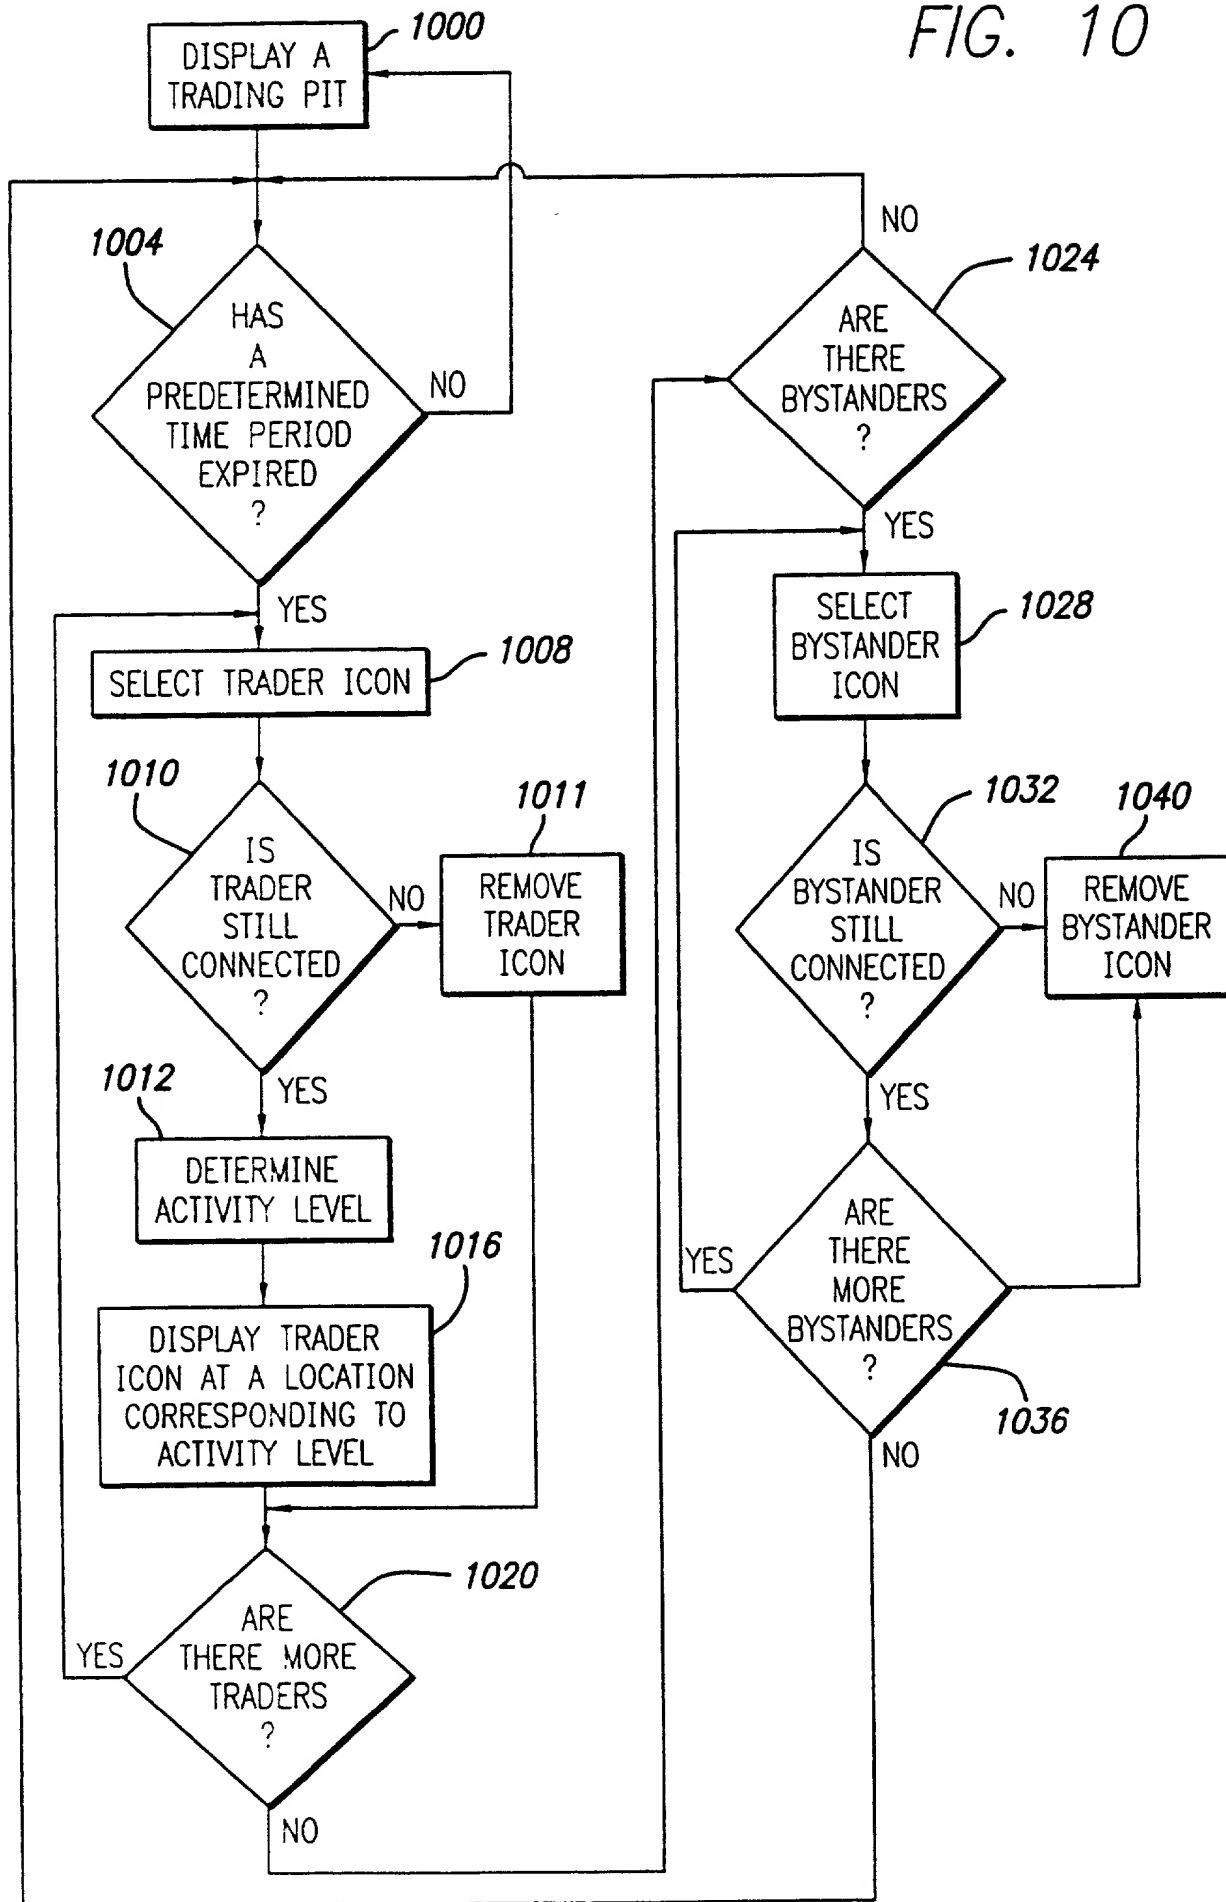 FIG. 10
1000
DISPLAY A
TRADING PIT
1004
HAS
A
PREDETERMINED
TIME PERIOD
EXPIRED
?
NO
YES
1008
SELECT TRADER ICON
1010
IS
TRADER
STILL
CONNECTED
?
NO
1011
REMOVE
TRADER
ICON
YES
1012
DETERMINE
ACTIVITY LEVEL
1016
DISPLAY TRADER
ICON AT A LOCATION
CORRESPONDING TO
ACTIVITY LEVEL
1020
ARE
THERE MORE
TRADERS
?
YES
NO
NO
1024
ARE
THERE
BYSTANDERS
?
YES
1028
SELECT
BYSTANDER
ICON
1032
IS
BYSTANDER
STILL
CONNECTED
?
NO
1040
REMOVE
BYSTANDER
ICON
YES
ARE
THERE
MORE
BYSTANDERS
?
YES
1036
NO